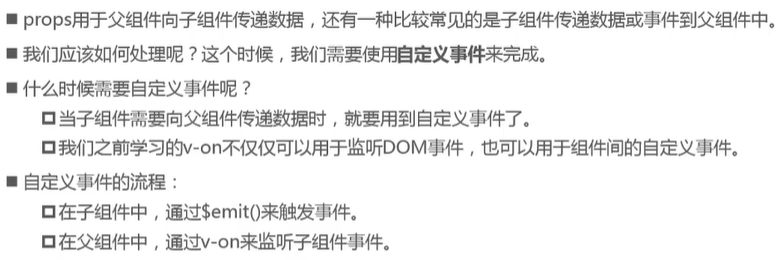 ■ props用于父组件向子组件传递数据，还有一种比较常见的是子组件传递数据或事件到父组件中。
■ 我们应该如何处理呢？这个时候，我们需要使用自定义事件来完成。
■ 什么时候需要自定义事件呢？
□ 当子组件需要向父组件传递数据时，就要用到自定义事件了。
□ 我们之前学习的v-on不仅仅可以用于监听DOM事件，也可以用于组件间的自定义事件。
■ 自定义事件的流程：
□ 在子组件中，通过$emit()来触发事件。
□ 在父组件中，通过v-on来监听子组件事件。